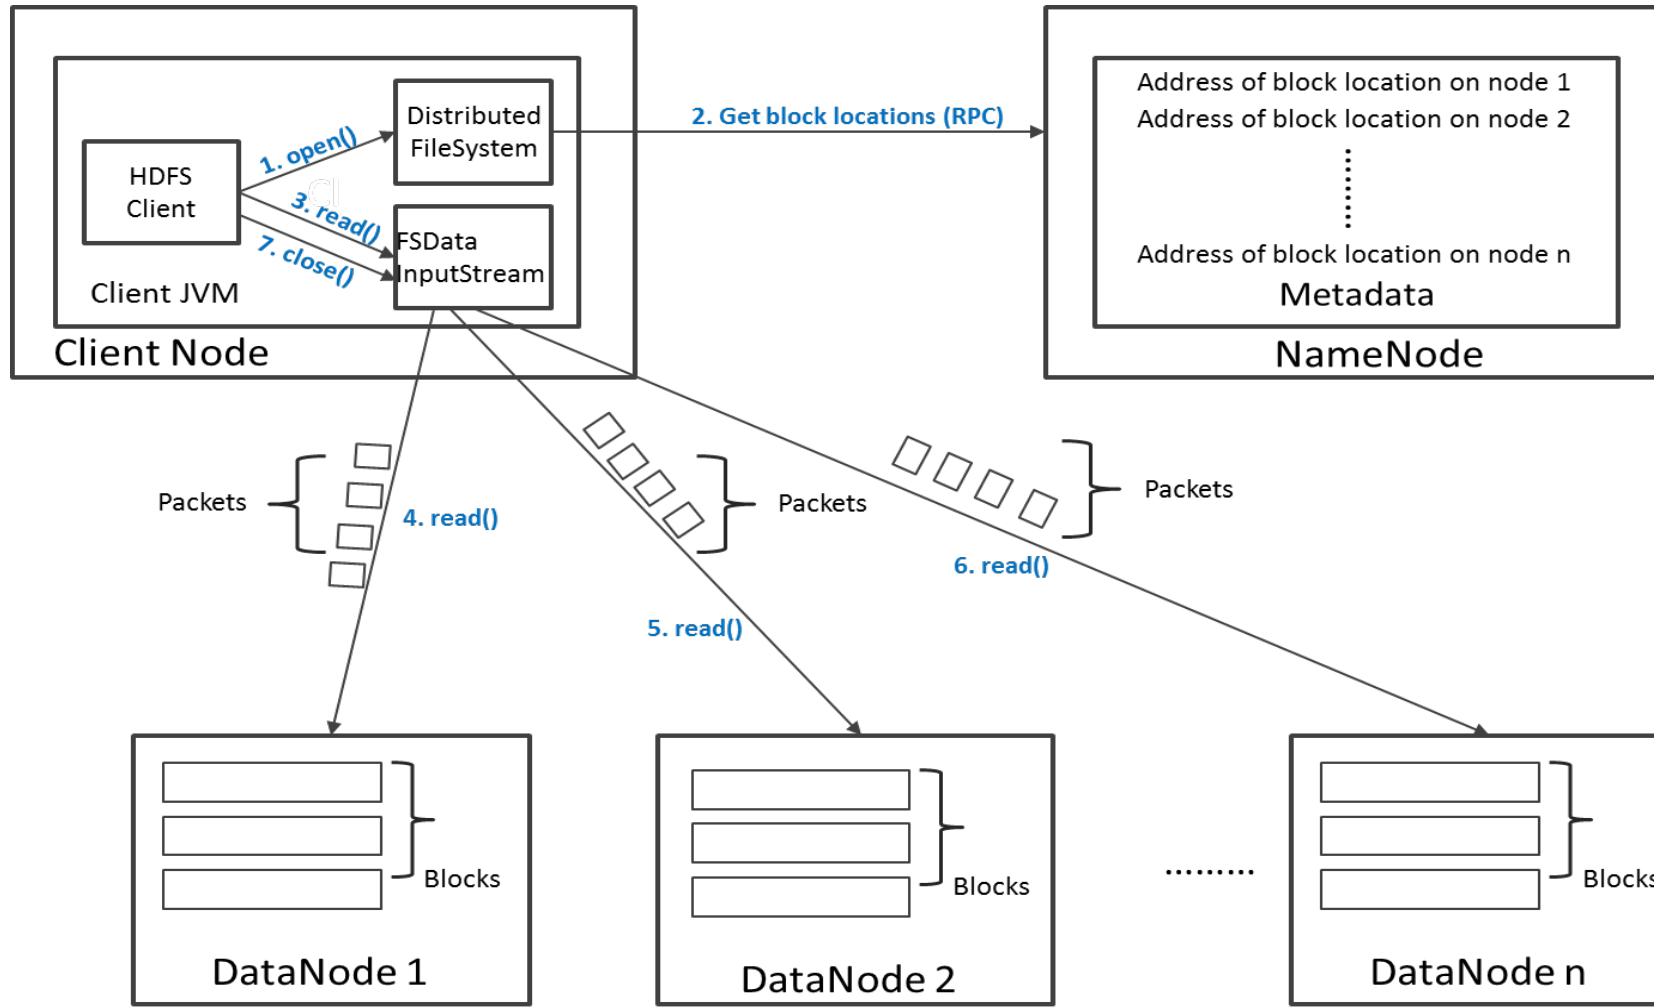 Distributed
FileSystem
HDFS
Client
FSData
InputStream
1. open()
3. read()
7. close()
Client JVM
Client Node
2. Get block locations (RPC)
Address of block location on node 1
Address of block location on node 2
Address of block location on node n
Metadata
NameNode
Packets
4. read()
Packets
5. read()
Packets
6. read()
Blocks
DataNode 1
Blocks
DataNode 2
.........
Blocks
DataNode n